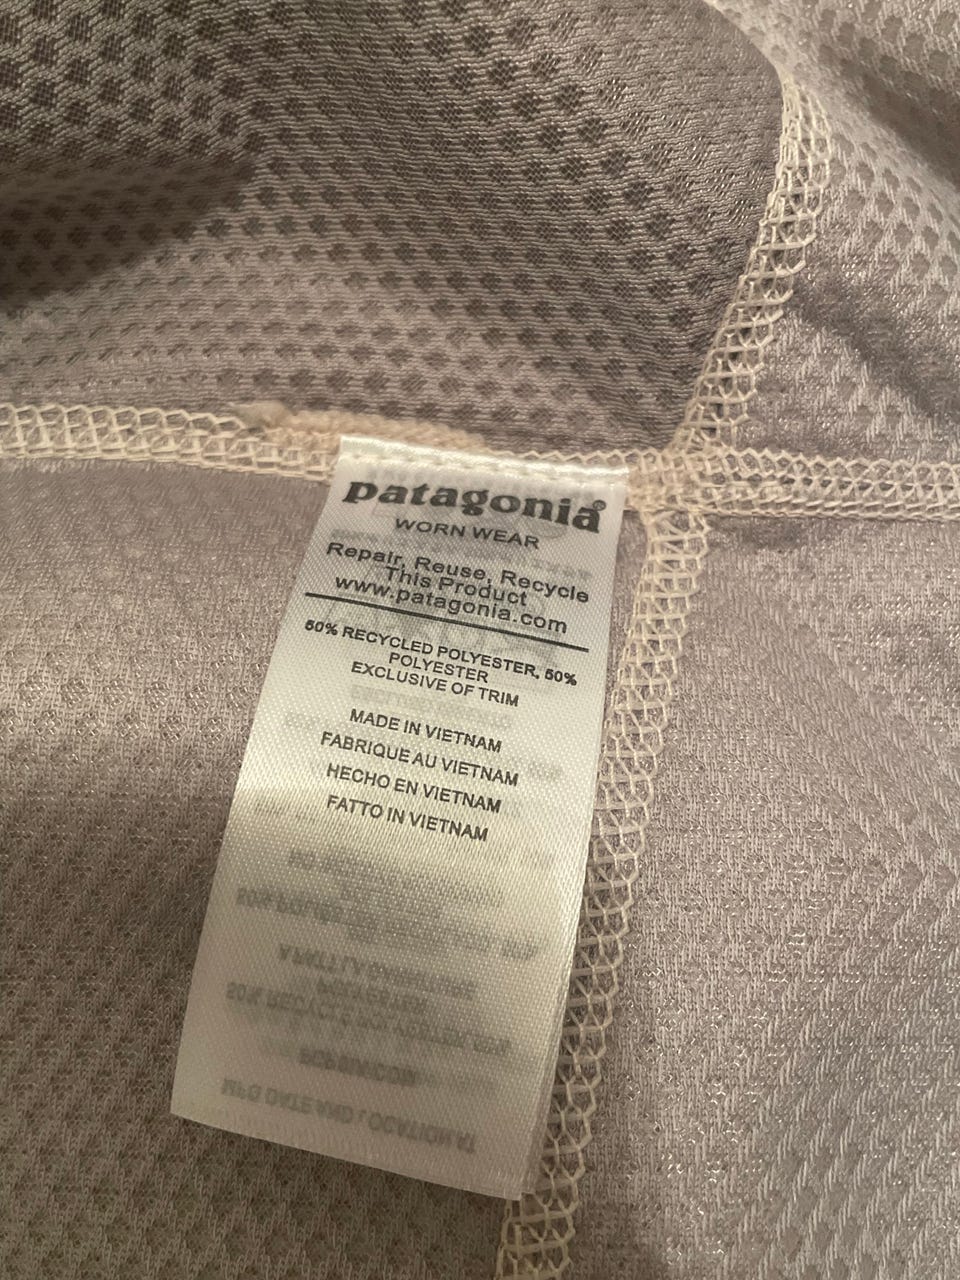 patagonia®
WORN WEAR
Repair, Reuse, Recycle
This Product
www.patagonia.com
50% RECYCLED POLYESTER, 50%
POLYESTER
EXCLUSIVE OF TRIM
MADE IN VIETNAM
FABRIQUE AU VIETNAM
HECHO EN VIETNAM
FATTO IN VIETNAM